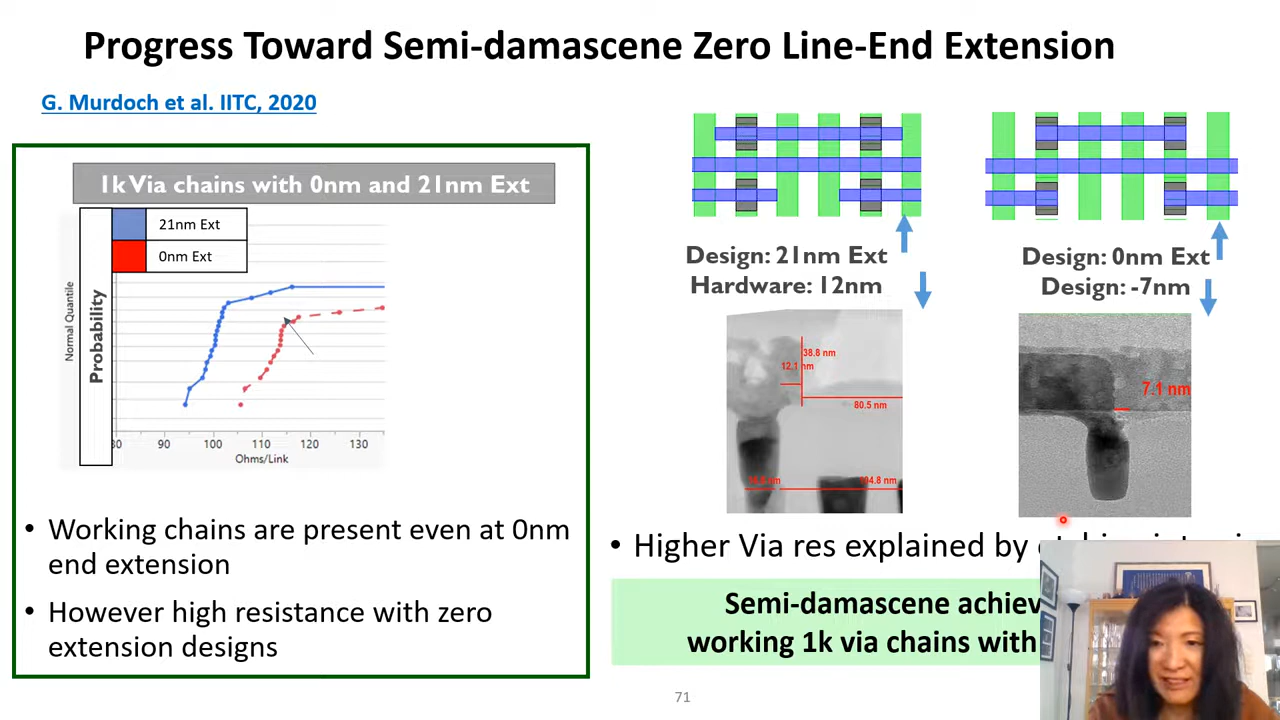 Progress Toward Semi-damascene Zero Line-End Extension
G. Murdoch et al. IITC, 2020
1k Via chains with 0nm and 21nm Ext
21nm Ext
0nm Ext
Normal Quantile
Probability
80 90 100 110 120 130
Ohms/Link
• Working chains are present even at 0nm
end extension
• However high resistance with zero
extension designs
Design: 21nm Ext
Hardware: 12nm
Design: 0nm Ext
Design: -7nm
38.8 nm
12.1 nm
80.5 nm
7.1 nm
• Higher Via res explained by
Semi-damascene
working 1k via chains with
71